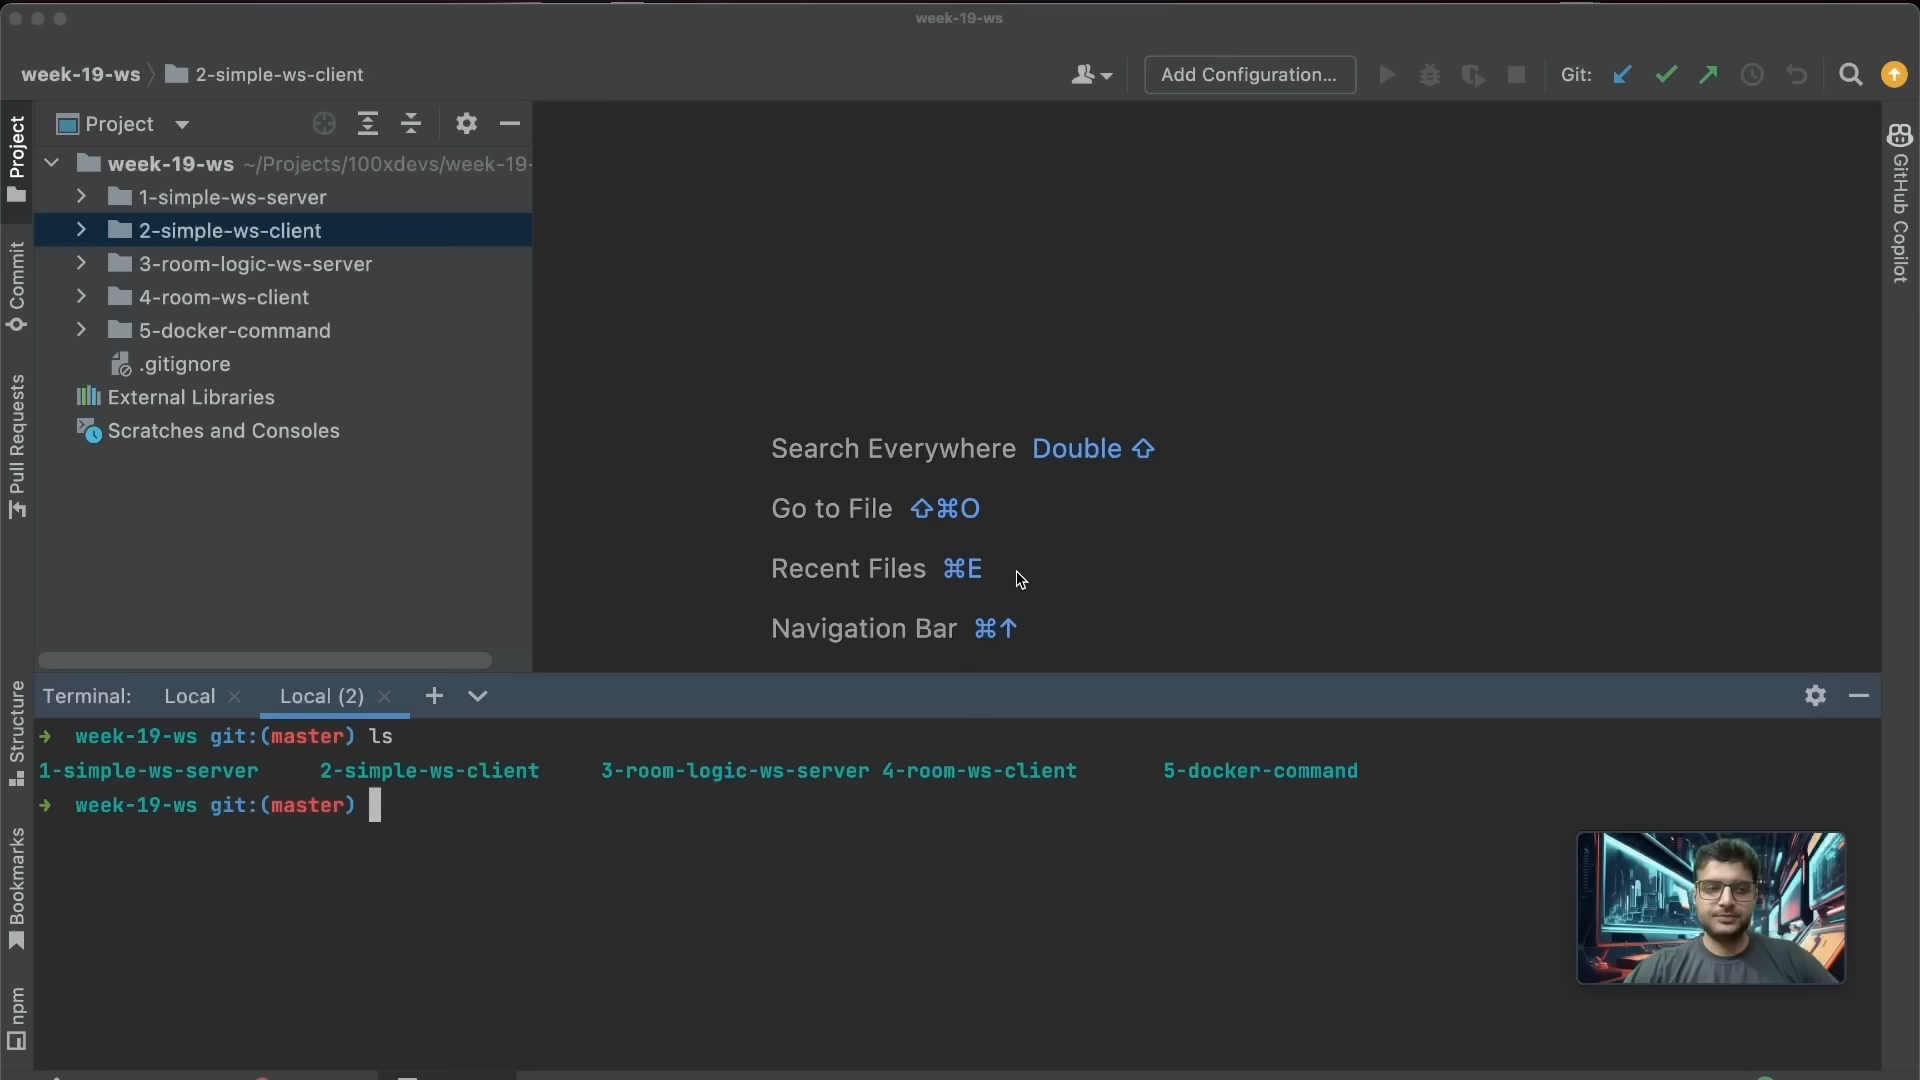 week-19-ws
week-19-ws 2-simple-ws-client
Add Configuration...
Git:
Project
week-19-ws ~/Projects/100xdevs/week-19-
1-simple-ws-server
2-simple-ws-client
3-room-logic-ws-server
4-room-ws-client
5-docker-command
.gitignore
External Libraries
Scratches and Consoles
Project
Commit
Pull Requests
Structure
Bookmarks
npm
GitHub Copilot
Search Everywhere Double ⇧
Go to File ⇧⌘O
Recent Files ⌘E
Navigation Bar ⌘↑
Terminal: Local Local (2)
➜ week-19-ws git:(master) ls
1-simple-ws-server 2-simple-ws-client 3-room-logic-ws-server 4-room-ws-client 5-docker-command
➜ week-19-ws git:(master)